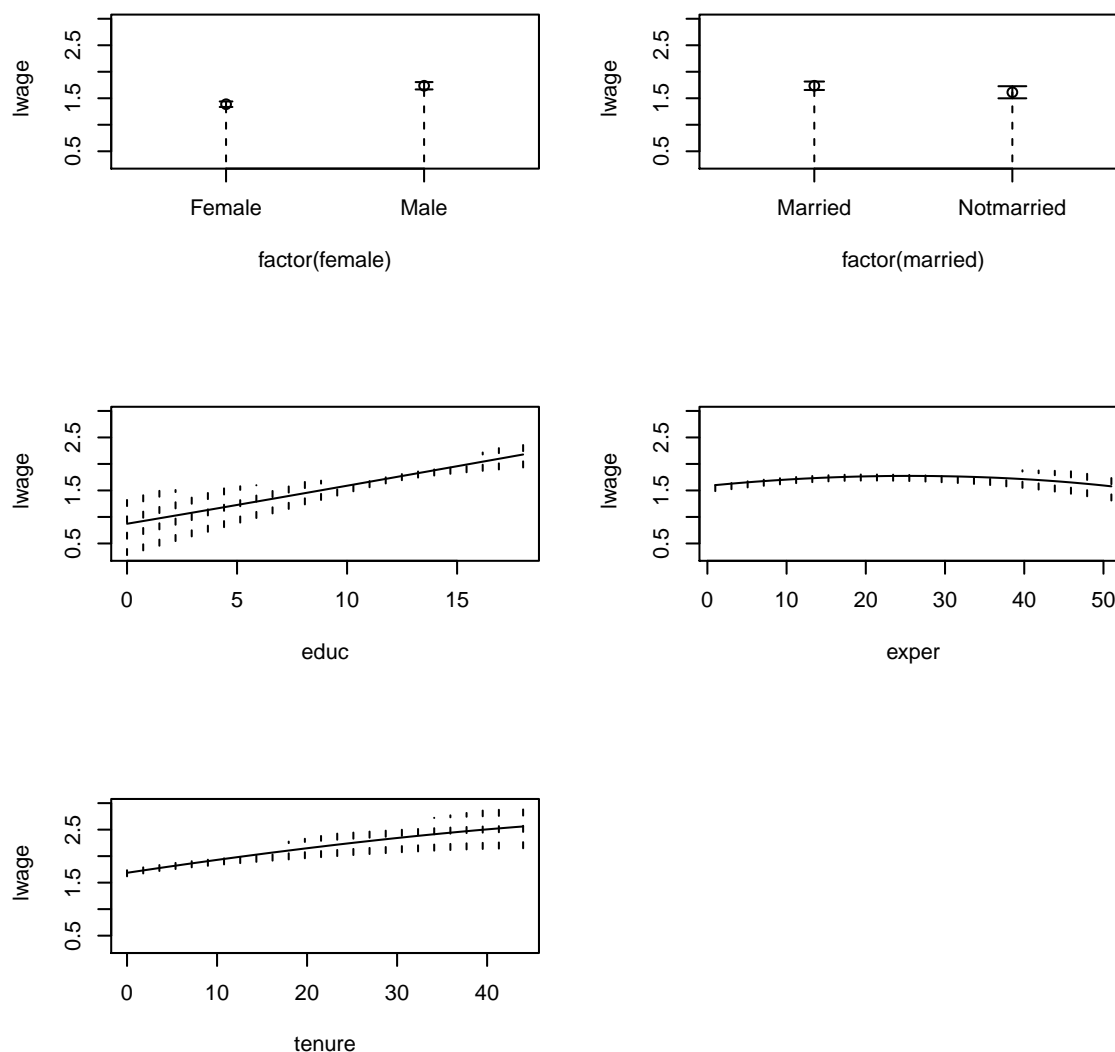 lwage
0.5 1.5 2.5
Female Male
factor(female)
lwage
0.5 1.5 2.5
Married Notmarried
factor(married)
lwage
0.5 1.5 2.5
0 5 10 15
educ
lwage
0.5 1.5 2.5
0 10 20 30 40 50
exper
lwage
0.5 1.5 2.5
0 10 20 30 40
tenure